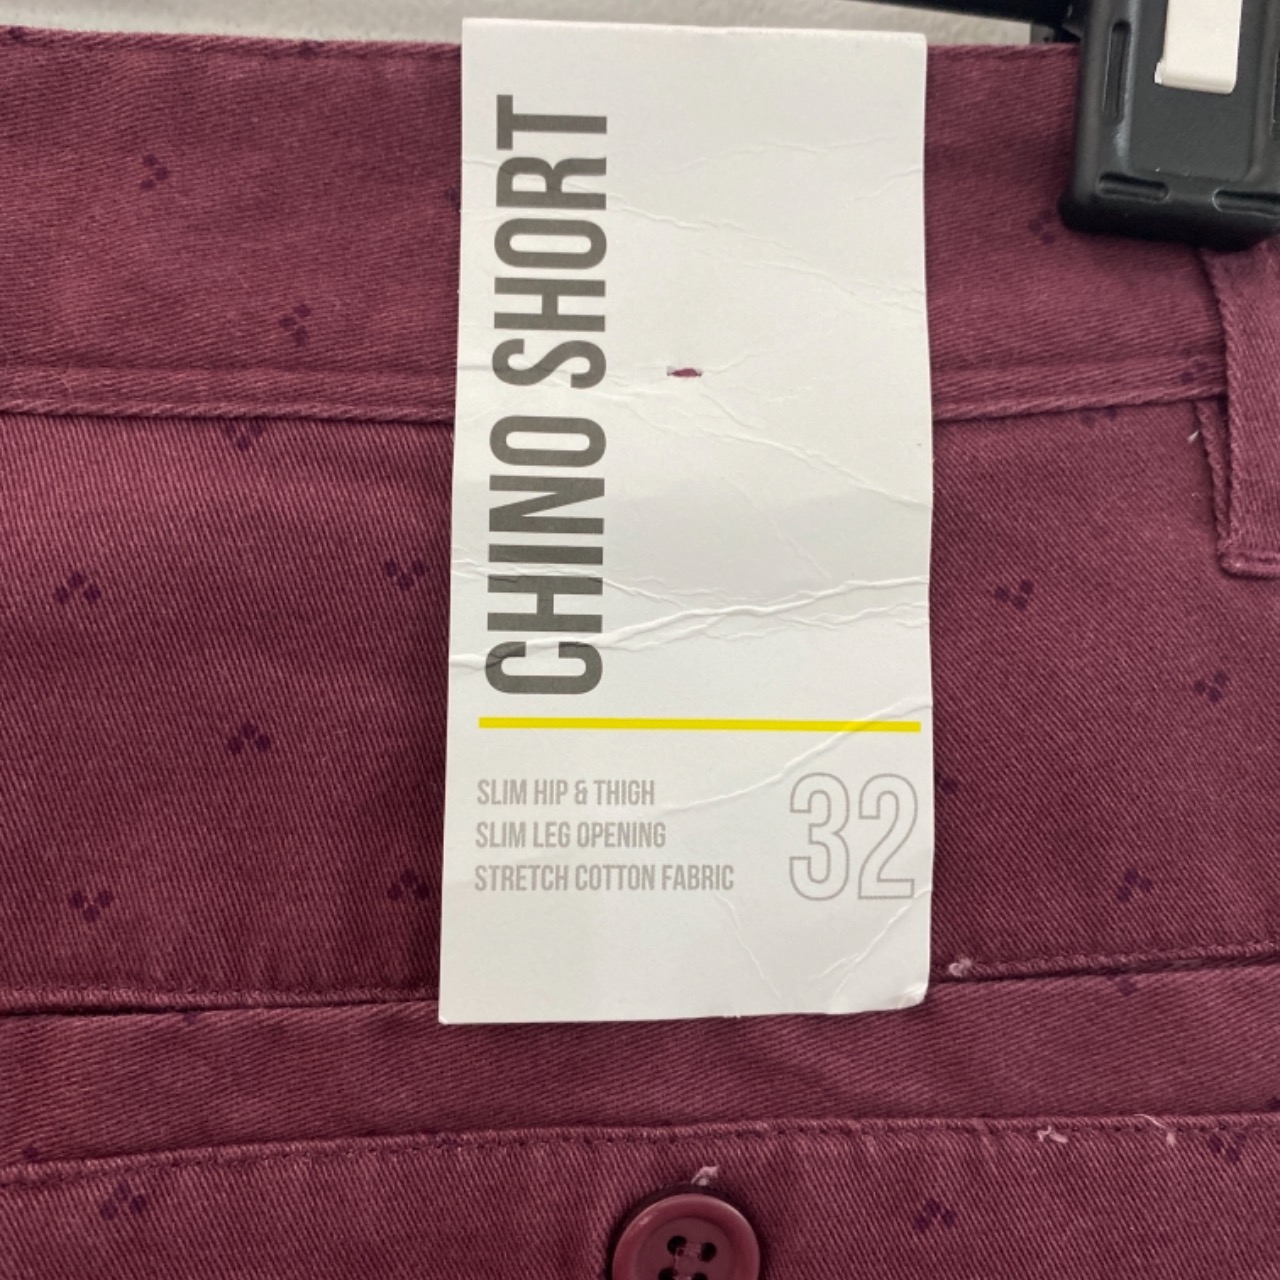 CHINO SHORT
SLIM HIP & THIGH
SLIM LEG OPENING
STRETCH COTTON FABRIC
32